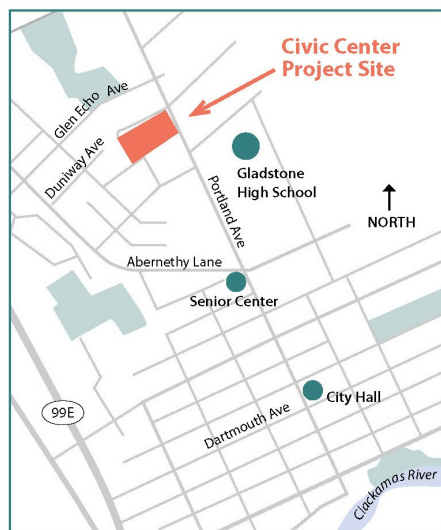 Civic Center
Project Site
Glen Echo Ave
Duniway Ave
Gladstone
High School
Portland Ave
NORTH
Abernethy Lane
Senior Center
City Hall
99E
Dartmouth Ave
Clackamas River